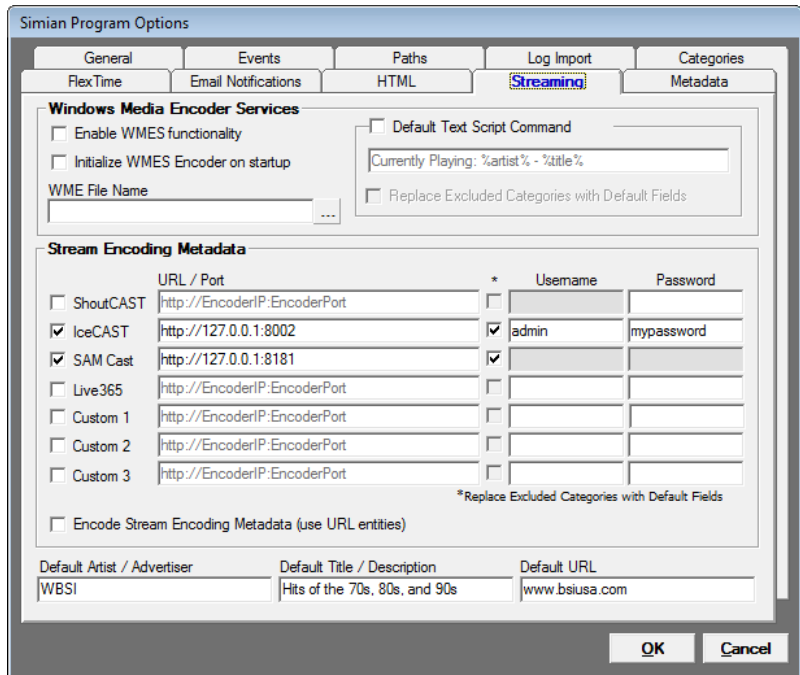 Simian Program Options
General Events Paths Log Import Categories
FlexTime Email Notifications HTML Streaming Metadata
Windows Media Encoder Services
Enable WMES functionality
Initialize WMES Encoder on startup
WME File Name
...
Default Text Script Command
Currently Playing: %artist% - %title%
Replace Excluded Categories with Default Fields
Stream Encoding Metadata
URL / Port * Username Password
ShoutCAST http://EncoderIP:EncoderPort
IceCAST http://127.0.0.1:8002 admin mypassword
SAM Cast http://127.0.0.1:8181
Live365 http://EncoderIP:EncoderPort
Custom 1 http://EncoderIP:EncoderPort
Custom 2 http://EncoderIP:EncoderPort
Custom 3 http://EncoderIP:EncoderPort
*Replace Excluded Categories with Default Fields
Encode Stream Encoding Metadata (use URL entities)
Default Artist / Advertiser Default Title / Description Default URL
WBSI Hits of the 70s, 80s, and 90s www.bsiusa.com
OK Cancel